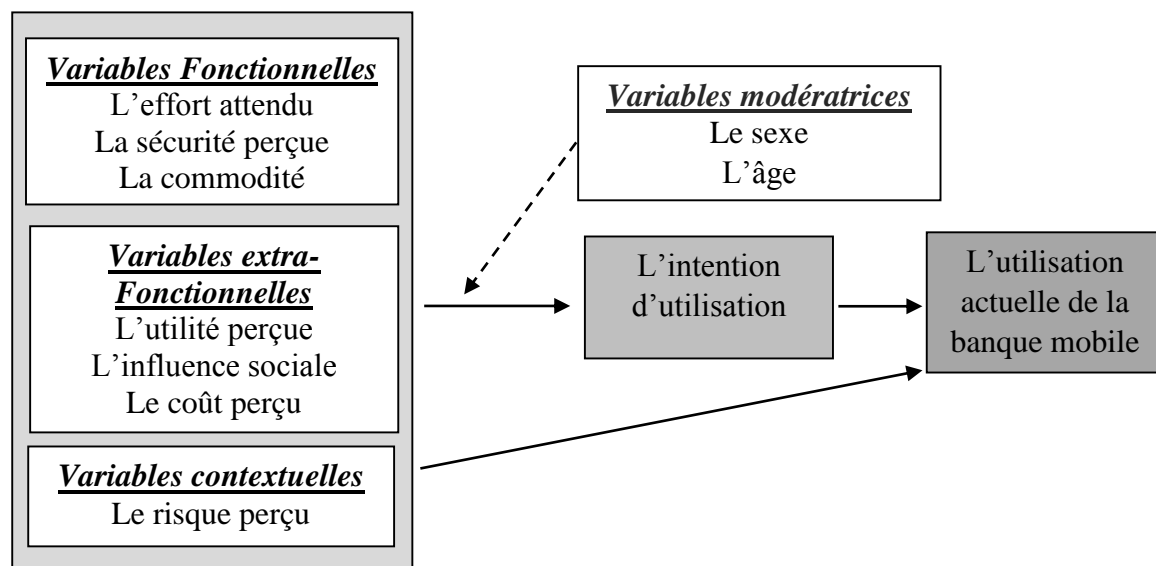 Variables Fonctionnelles
L’effort attendu
La sécurité perçue
La commodité
Variables extra-
Fonctionnelles
L’utilité perçue
L’influence sociale
Le coût perçu
Variables contextuelles
Le risque perçu
Variables modératrices
Le sexe
L’âge
L’intention
d’utilisation
L’utilisation
actuelle de la
banque mobile